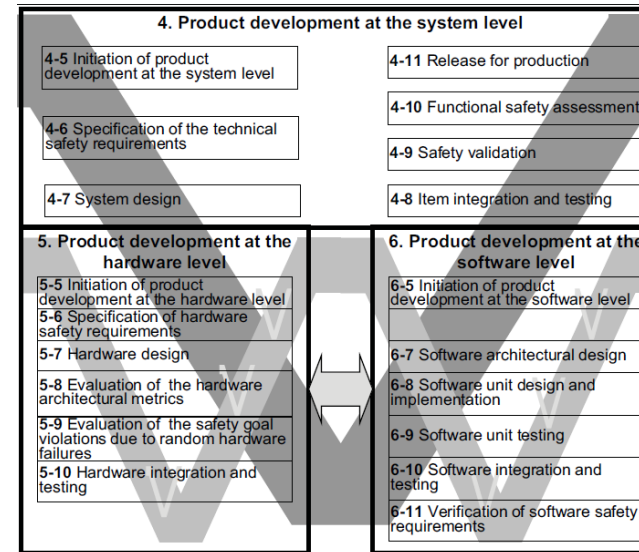 4. Product development at the system level
4-5 Initiation of product
development at the system level
4-6 Specification of the technical
safety requirements
4-7 System design
4-11 Release for production
4-10 Functional safety assessment
4-9 Safety validation
4-8 Item integration and testing
5. Product development at the
hardware level
5-5 Initiation of product
development at the hardware level
5-6 Specification of hardware
safety requirements
5-7 Hardware design
5-8 Evaluation of the hardware
architectural metrics
5-9 Evaluation of the safety goal
violations due to random hardware
failures
5-10 Hardware integration and
testing
6. Product development at the
software level
6-5 Initiation of product
development at the software level
6-7 Software architectural design
6-8 Software unit design and
implementation
6-9 Software unit testing
6-10 Software integration and
testing
6-11 Verification of software safety
requirements